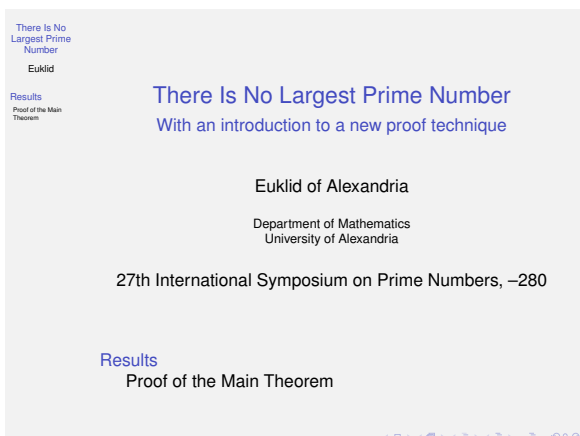 There Is No
Largest Prime
Number
Euklid
Results
Proof of the Main
Theorem
There Is No Largest Prime Number
With an introduction to a new proof technique
Euklid of Alexandria
Department of Mathematics
University of Alexandria
27th International Symposium on Prime Numbers, –280
Results
Proof of the Main Theorem